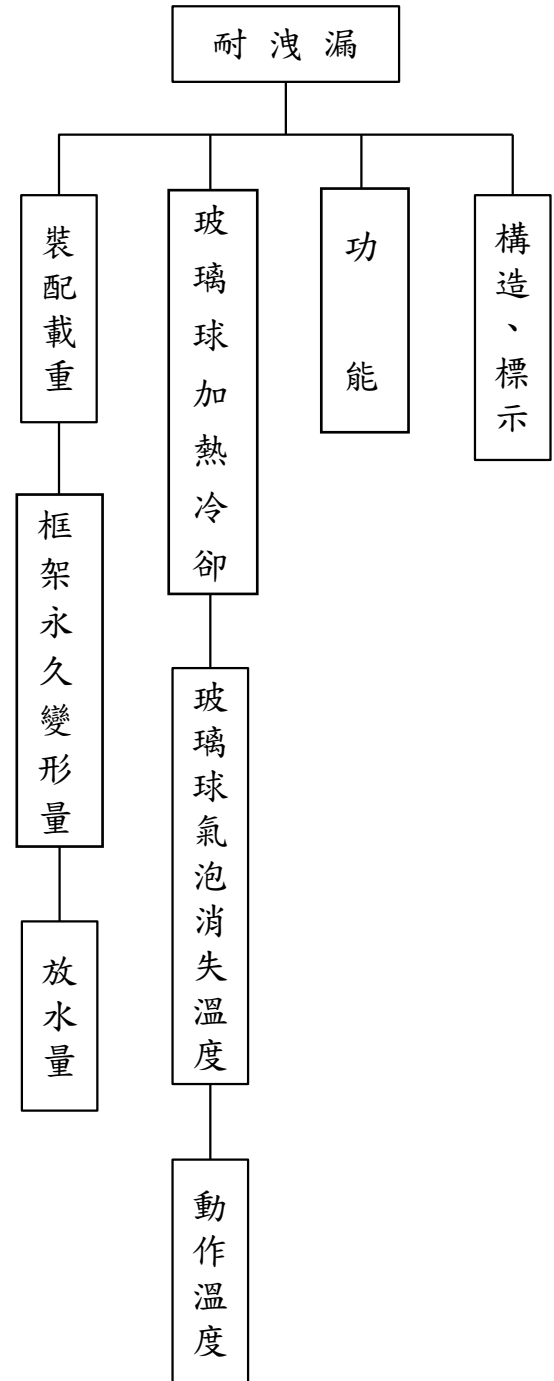 耐洩漏
裝配載重
玻璃球加熱冷卻
功能
構造、標示
框架永久變形量
玻璃球氣泡消失溫度
放水量
動作溫度